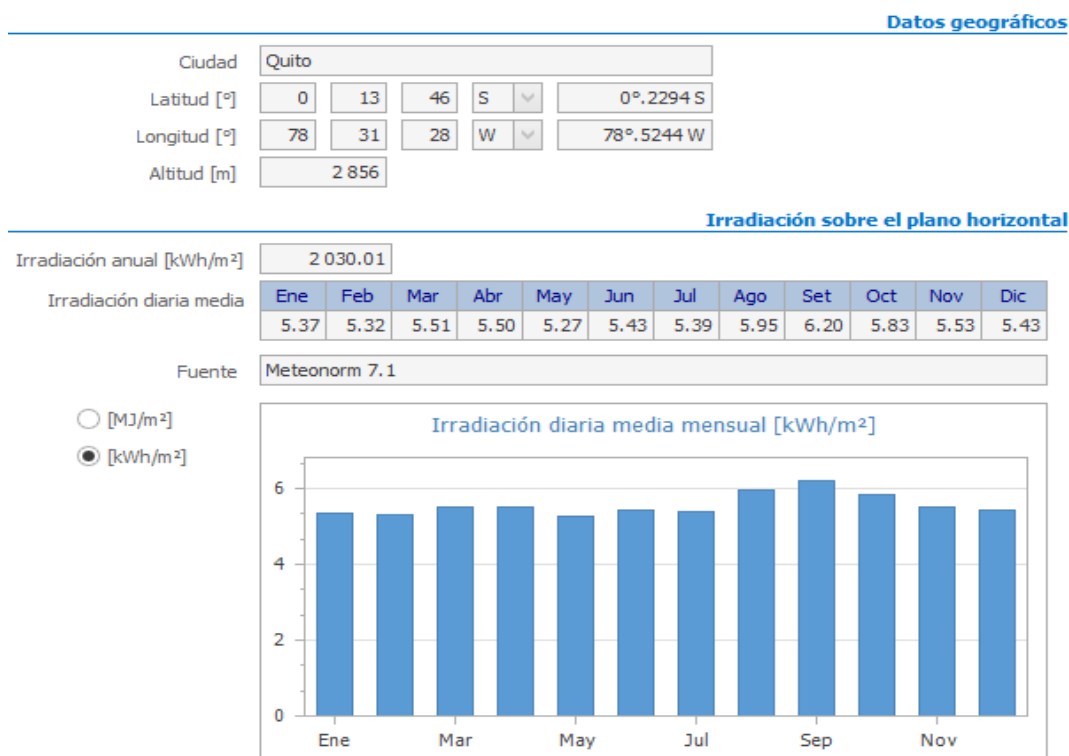 Datos geográficos
Ciudad Quito
Latitud [°] 0 13 46 S 0°.2294 S
Longitud [°] 78 31 28 W 78°.5244 W
Altitud [m] 2 856
Irradiación sobre el plano horizontal
Irradiación anual [kWh/m²] 2 030.01
Irradiación diaria media Ene Feb Mar Abr May Jun Jul Ago Set Oct Nov Dic
5.37 5.32 5.51 5.50 5.27 5.43 5.39 5.95 6.20 5.83 5.53 5.43
Fuente Meteonorm 7.1
[MJ/m²]
[kWh/m²]
Irradiación diaria media mensual [kWh/m²]
6
4
2
0
Ene Mar May Jul Sep Nov